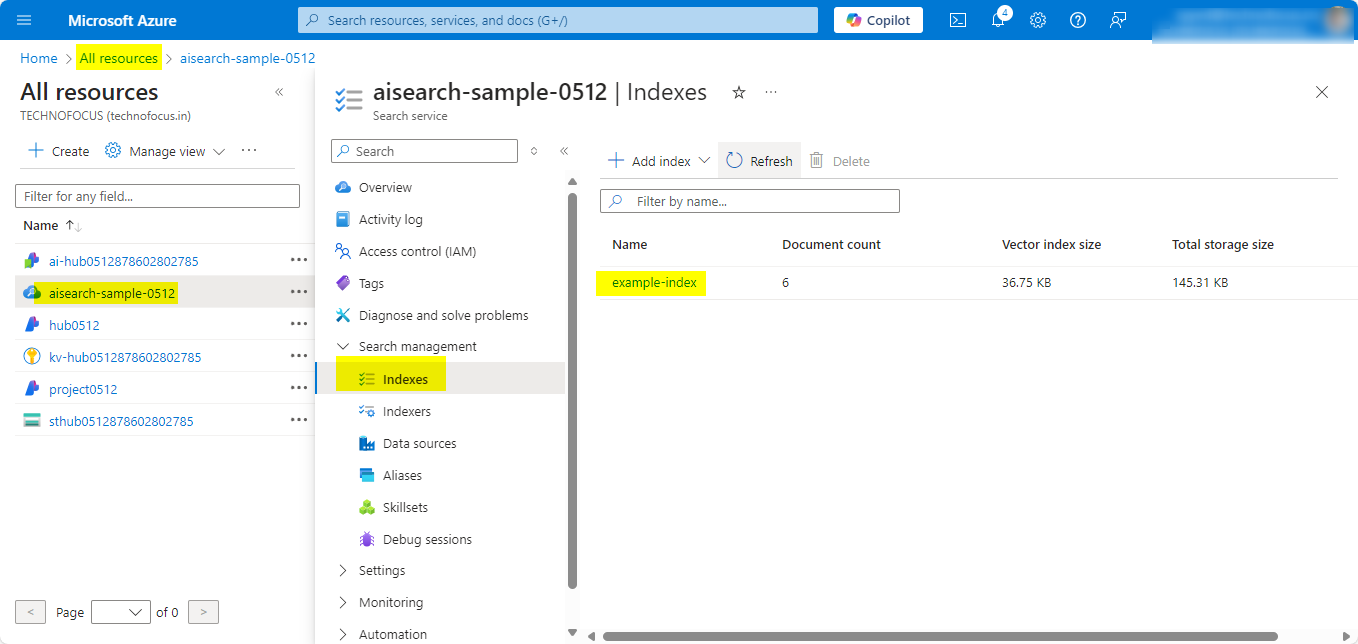 Microsoft Azure
Search resources, services, and docs (G+/)
Copilot
4
Home > All resources > aisearch-sample-0512
All resources
TECHNOFOCUS (technofocus.in)
Create
Manage view
Filter for any field...
Name
ai-hub0512878602802785
aisearch-sample-0512
hub0512
kv-hub0512878602802785
project0512
sthub0512878602802785
< Page of 0 >
aisearch-sample-0512 | Indexes
Search service
Search
Overview
Activity log
Access control (IAM)
Tags
Diagnose and solve problems
Search management
Indexes
Indexers
Data sources
Aliases
Skillsets
Debug sessions
Settings
Monitoring
Automation
Add index
Refresh
Delete
Filter by name...
Name Document count Vector index size Total storage size
example-index 6 36.75 KB 145.31 KB